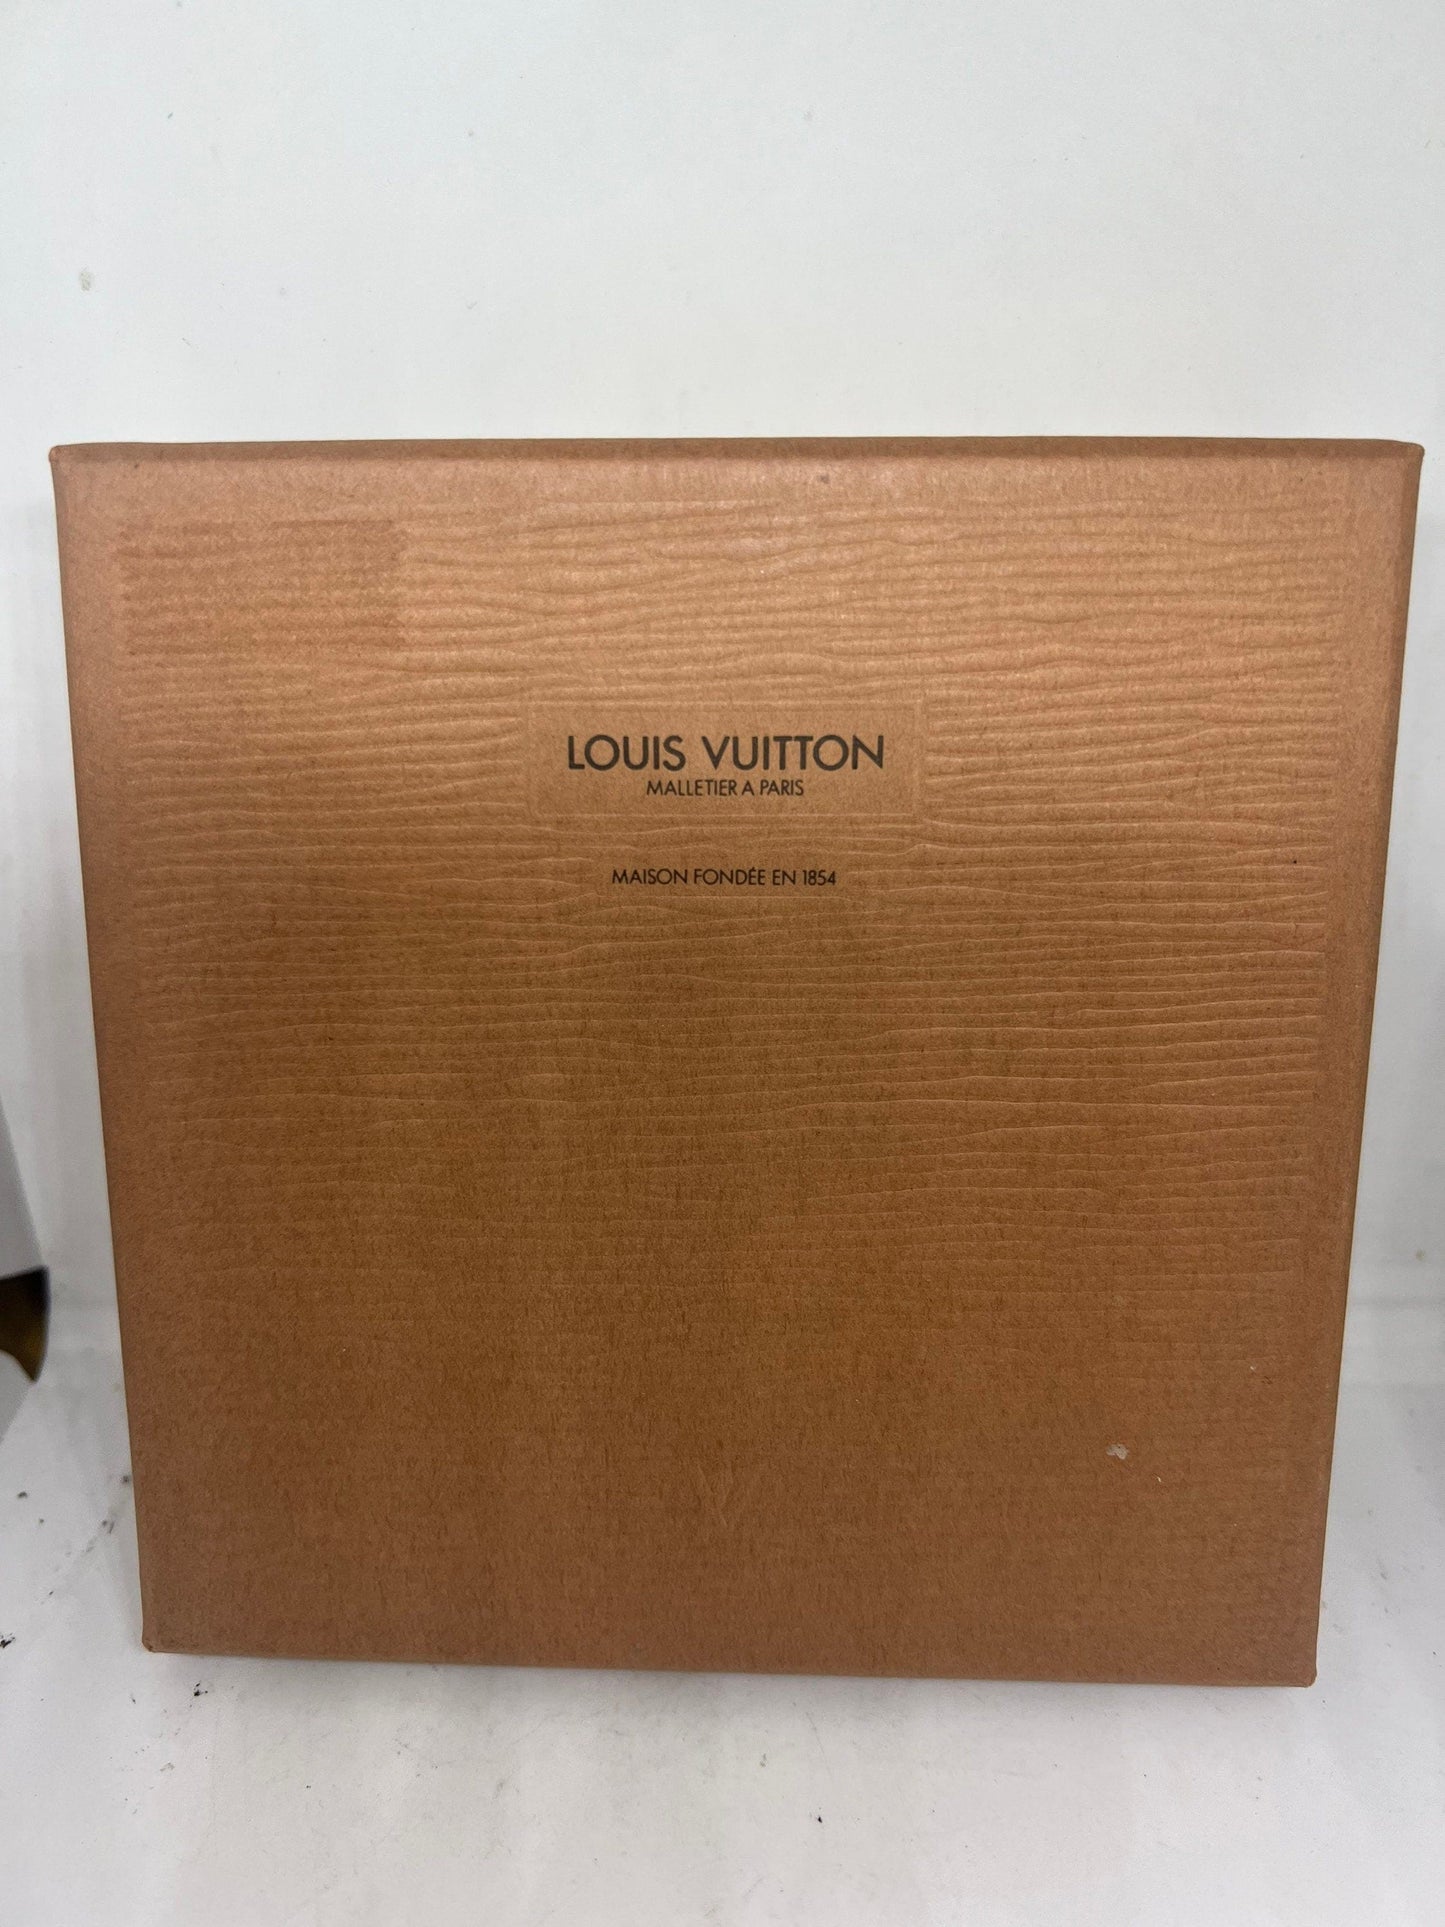 LOUIS VUITTON
MALLETIER A PARIS
MAISON FONDÉE EN 1854